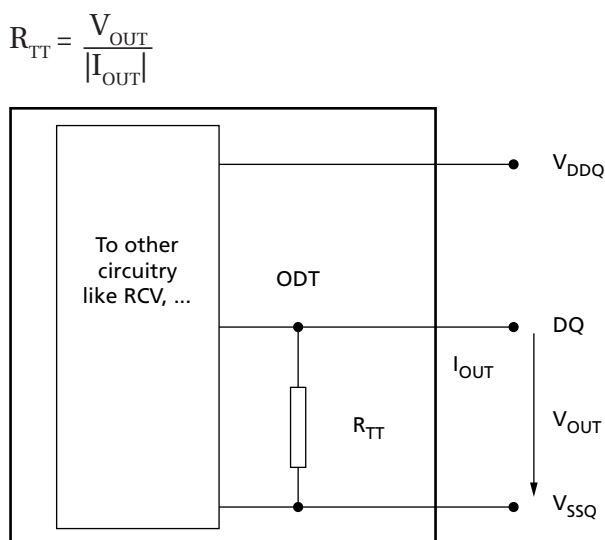 R_TT = V_OUT / |I_OUT|
V_DDQ
To other
circuitry
like RCV, ...
ODT
DQ
I_OUT
R_TT
V_OUT
V_SSQ